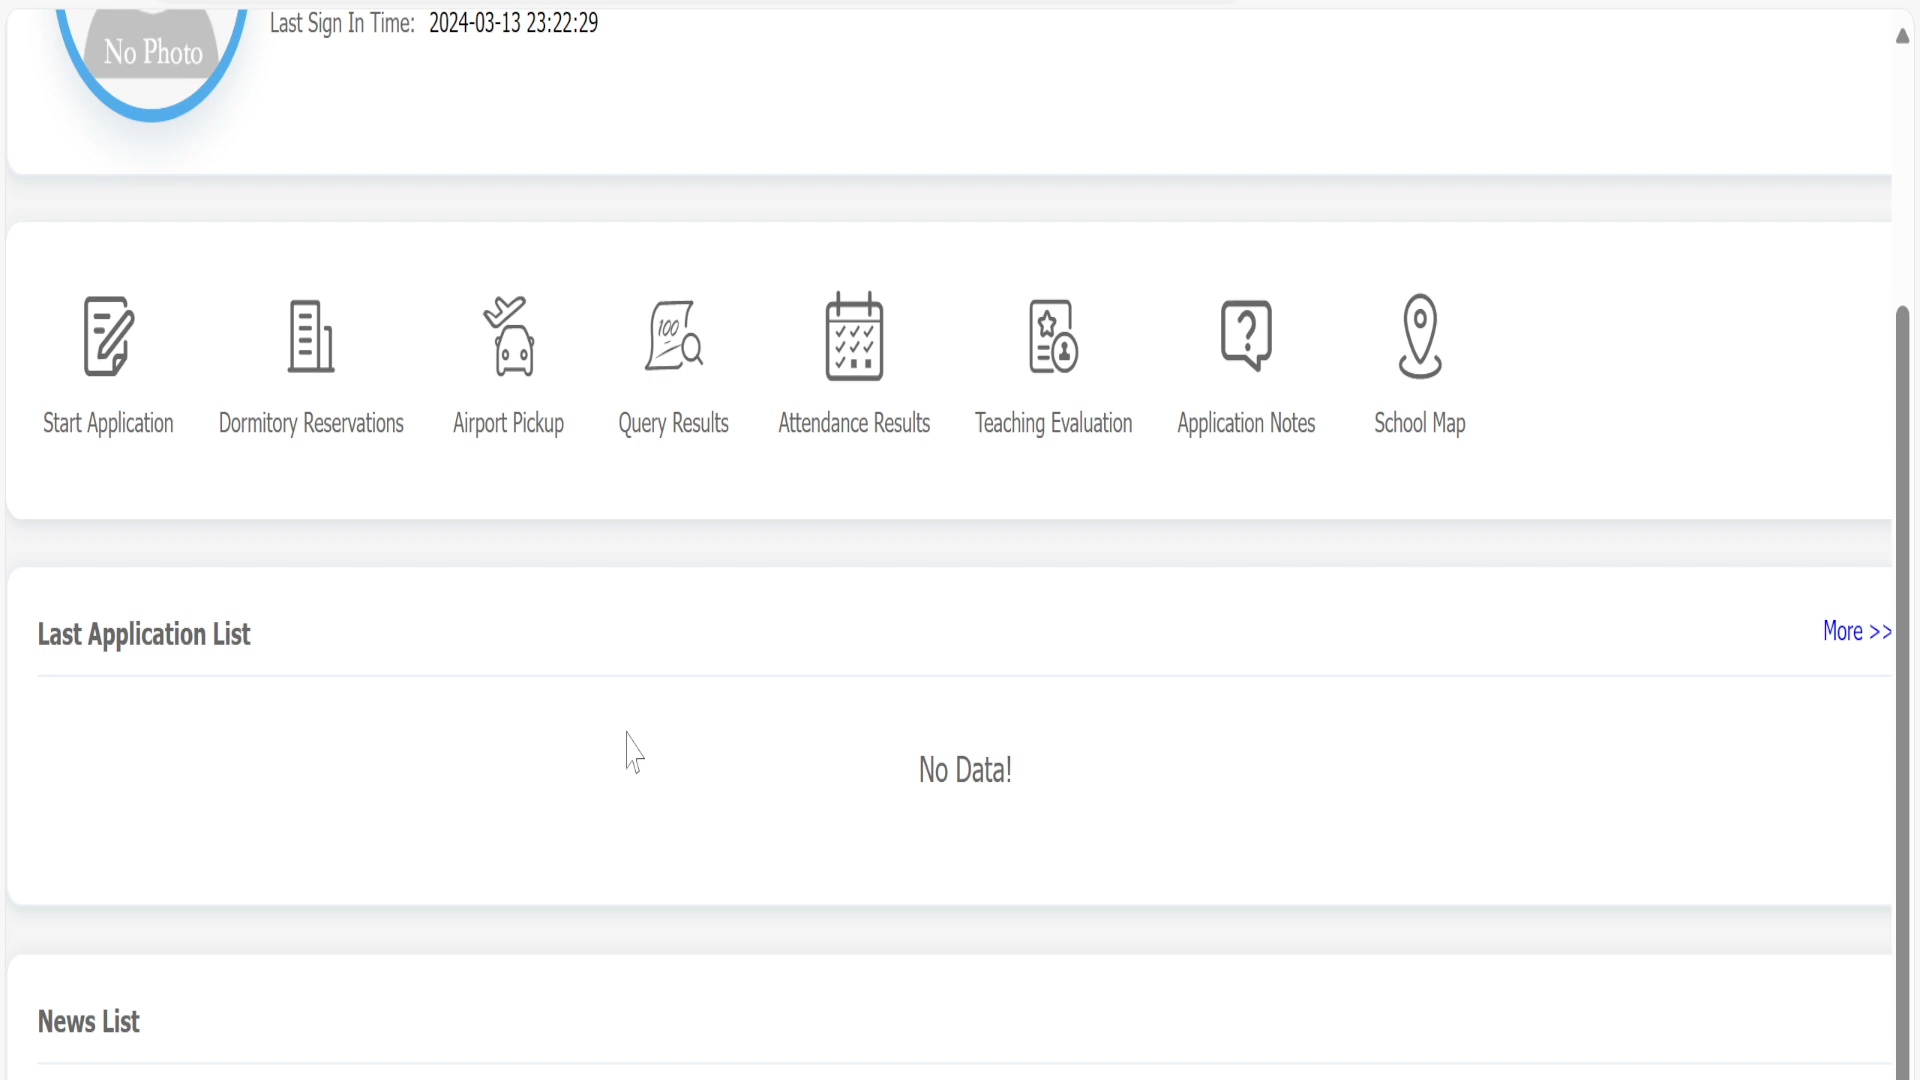 Last Sign In Time: 2024-03-13 23:22:29
No Photo
100
Start Application
Dormitory Reservations
Airport Pickup
Query Results
Attendance Results
Teaching Evaluation
Application Notes
School Map
Last Application List
More >>
No Data!
News List